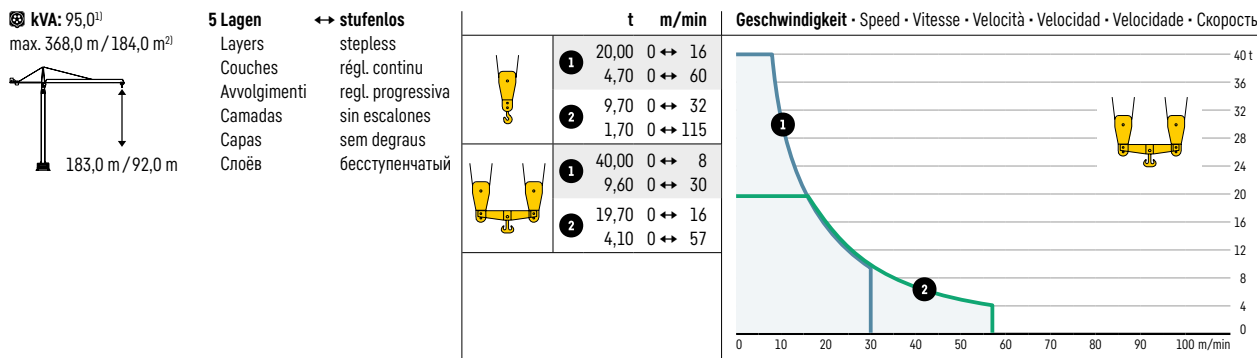 kVA: 95,0¹⁾
max. 368,0 m / 184,0 m²⁾
183,0 m / 92,0 m
5 Lagen ↔ stufenlos
Layers stepless
Couches régl. continu
Avvolgimenti regl. progressiva
Camadas sin escalones
Capas sem degraus
Слоёв бесступенчатый
t m/min
1 20,00 0 ↔ 16
4,70 0 ↔ 60
2 9,70 0 ↔ 32
1,70 0 ↔ 115
1 40,00 0 ↔ 8
9,60 0 ↔ 30
2 19,70 0 ↔ 16
4,10 0 ↔ 57
Geschwindigkeit · Speed · Vitesse · Velocità · Velocidad · Velocidade · Скорость
40 t
36
32
28
24
20
16
12
8
4
0
1
2
0 10 20 30 40 50 60 70 80 90 100 m/min